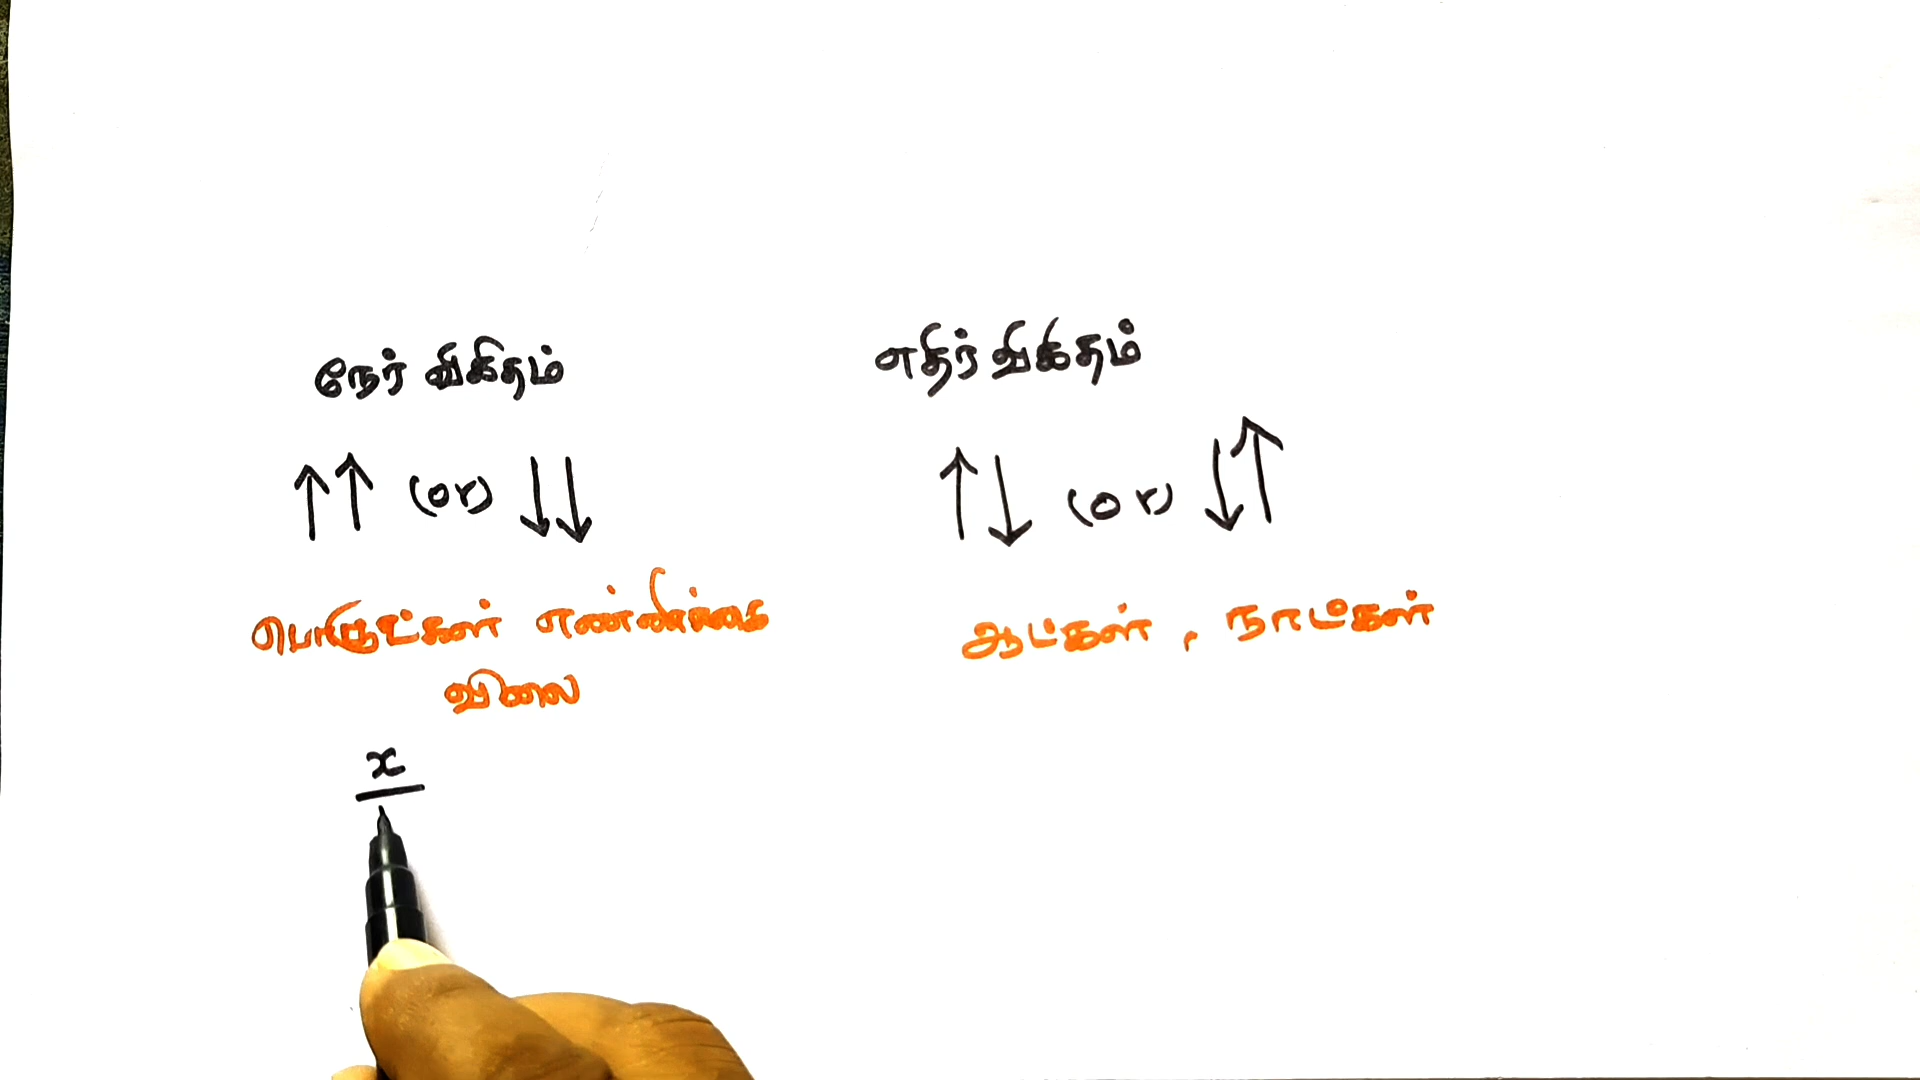 நேர் விகிதம்
↑↑ (or) ↓↓
பொருட்கள் எண்ணிக்கை
விலை
x
எதிர் விகிதம்
↑↓ (or) ↓↑
ஆட்கள் , நாட்கள்